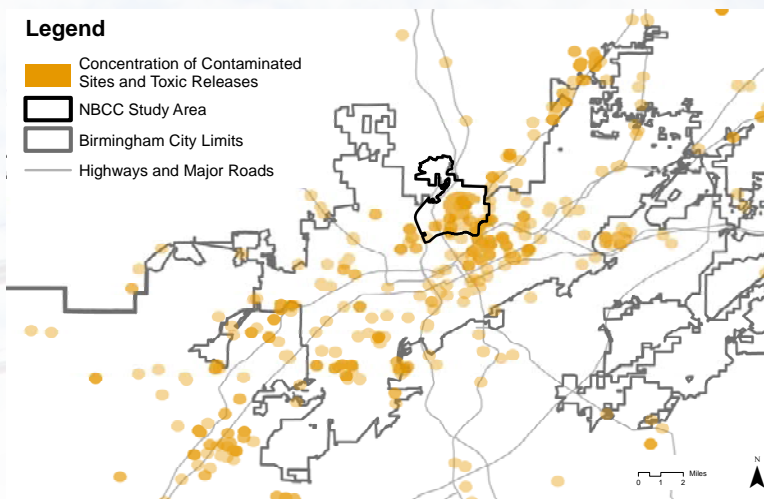 Legend
Concentration of Contaminated
Sites and Toxic Releases
NBCC Study Area
Birmingham City Limits
Highways and Major Roads
N
Miles
0 1 2